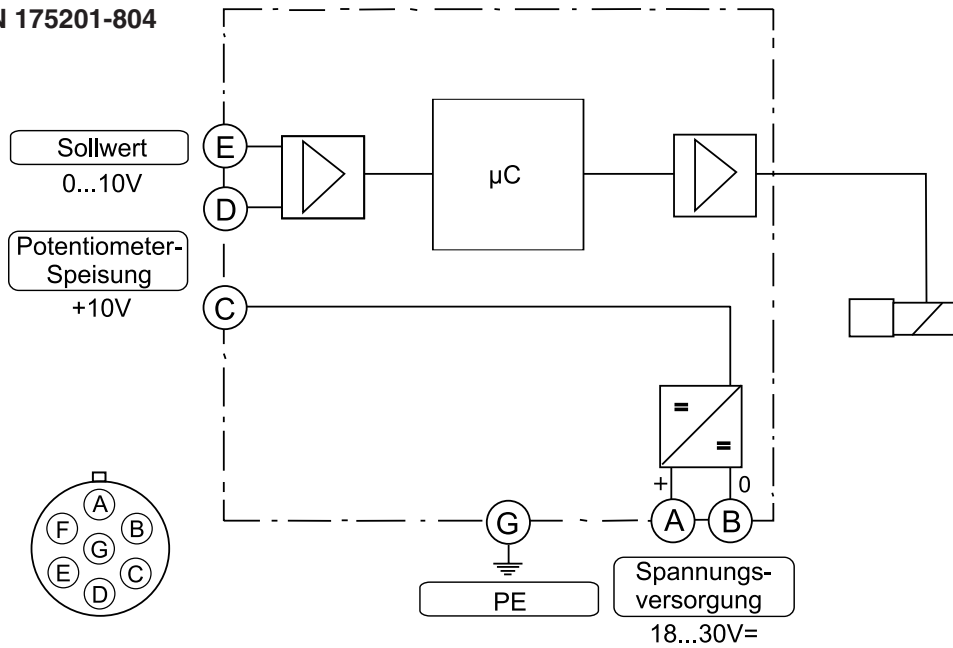 175201-804
Sollwert
0...10V
E
D
µC
Potentiometer-
Speisung
+10V
C
=
=
+
0
G
A
B
PE
Spannungs-
versorgung
18...30V=
A
F
B
G
E
C
D